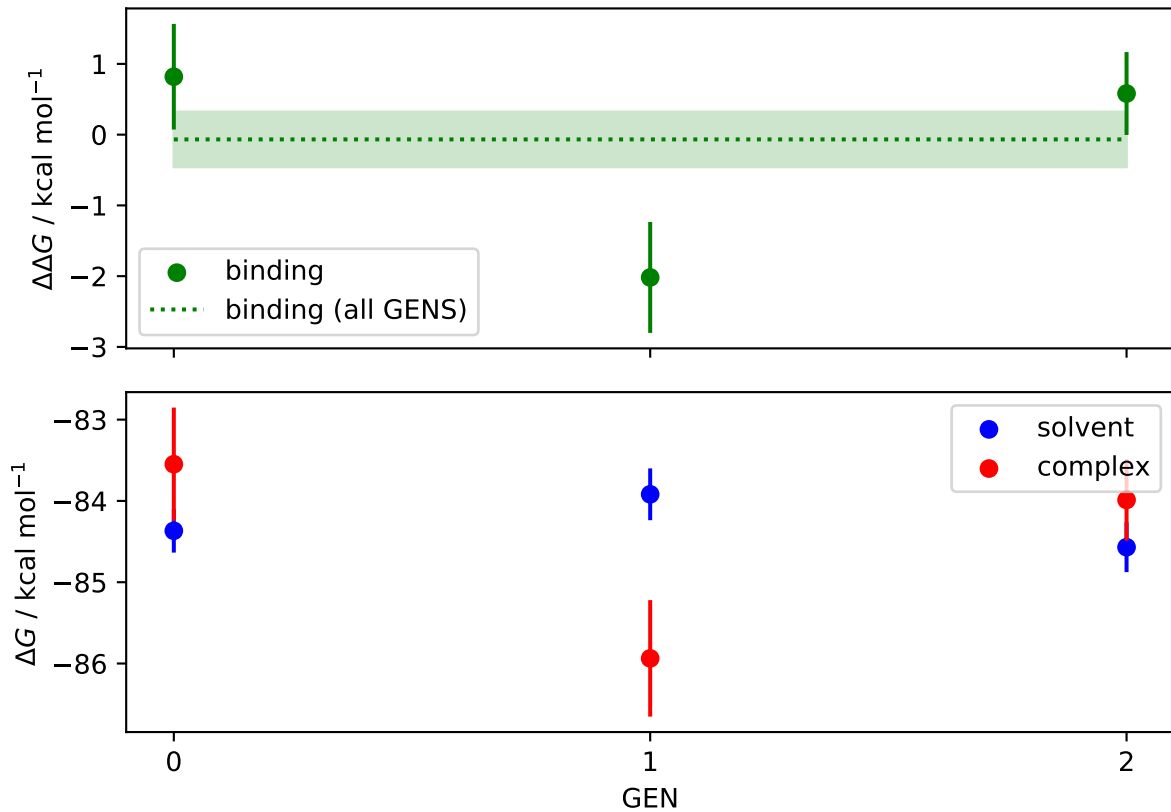 ΔΔG / kcal mol⁻¹
1
0
−1
−2
−3
binding
binding (all GENS)
ΔG / kcal mol⁻¹
−83
−84
−85
−86
solvent
complex
0
1
2
GEN